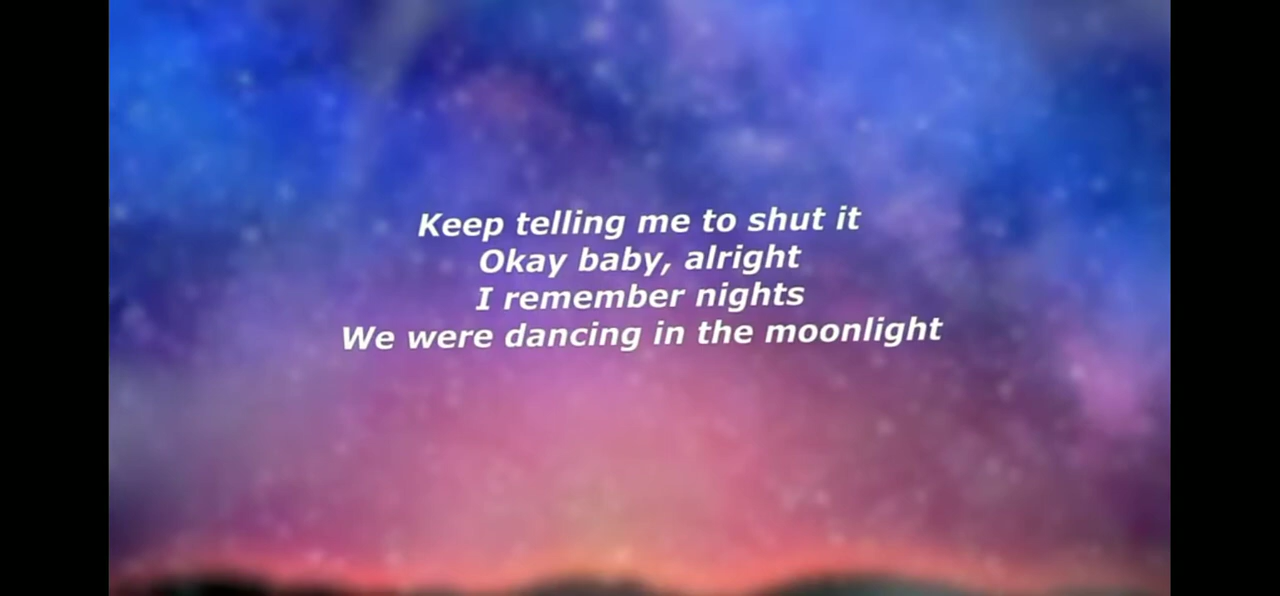 Keep telling me to shut it
Okay baby, alright
I remember nights
We were dancing in the moonlight